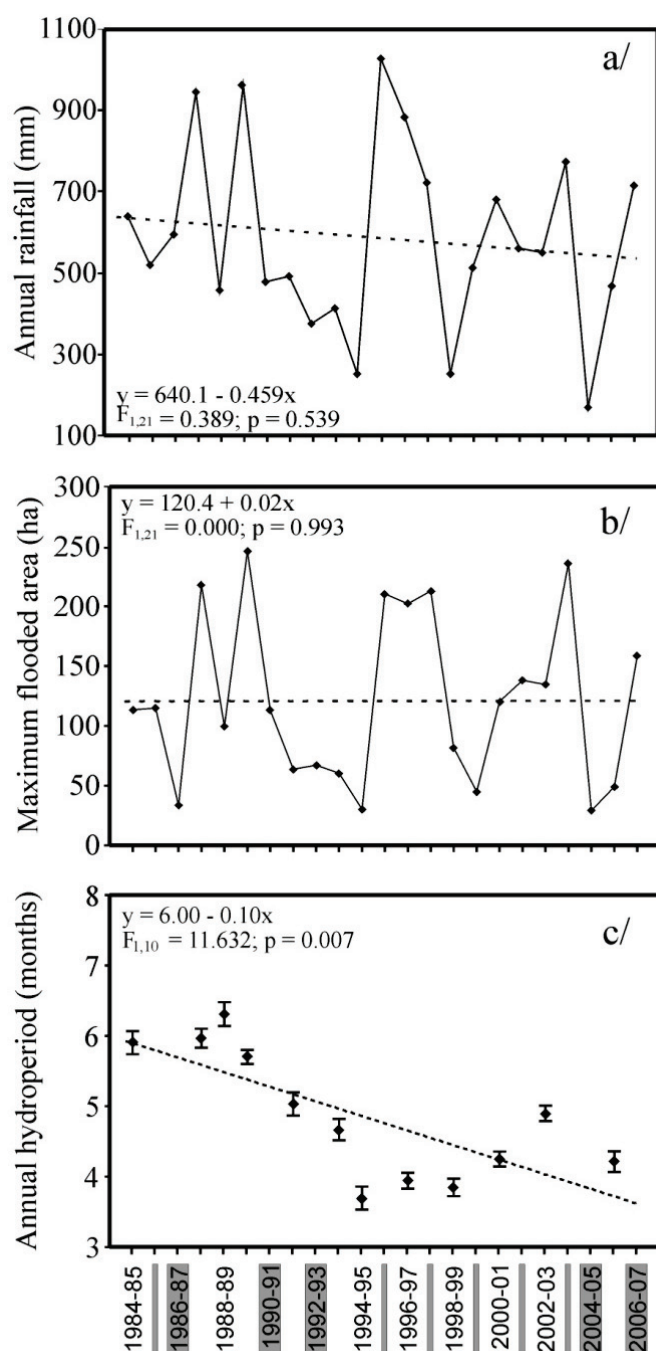 a/
Annual rainfall (mm)
1100
900
700
500
300
100
y = 640.1 - 0.459x
F1,21 = 0.389; p = 0.539
b/
Maximum flooded area (ha)
300
250
200
150
100
50
0
y = 120.4 + 0.02x
F1,21 = 0.000; p = 0.993
c/
Annual hydroperiod (months)
8
7
6
5
4
3
y = 6.00 - 0.10x
F1,10 = 11.632; p = 0.007
1984-85
1986-87
1988-89
1990-91
1992-93
1994-95
1996-97
1998-99
2000-01
2002-03
2004-05
2006-07